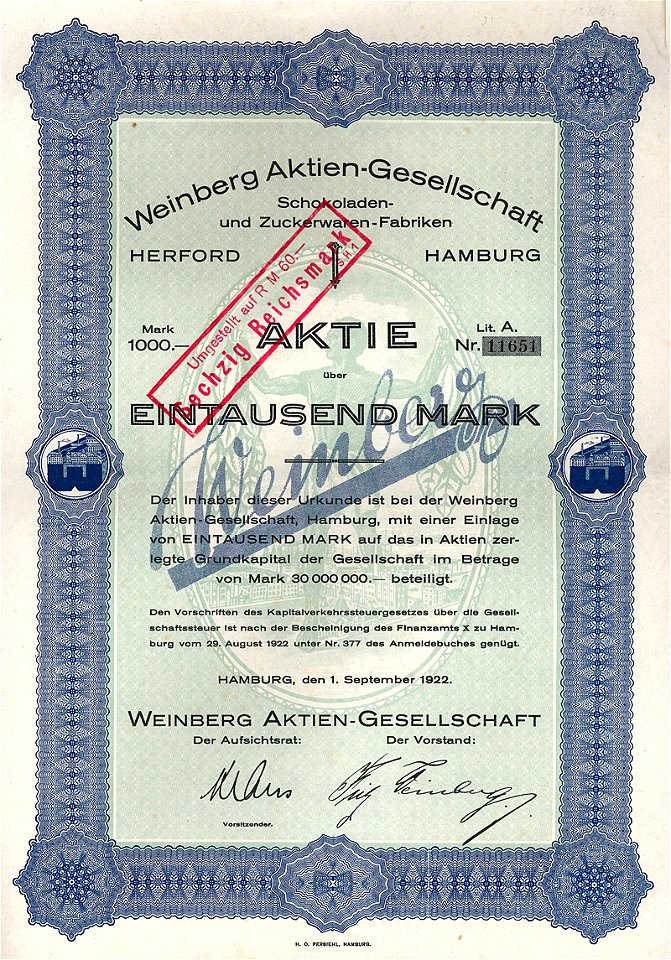 Weinberg Aktien-Gesellschaft
Schokoladen-
und Zuckerwaren-Fabriken
HERFORD HAMBURG
Umgestellt auf R M 60.—
Sechzig Reichsmark
Mark
1000.—
AKTIE
Lit. A.
Nr. 11651
über
EINTAUSEND MARK
Weinberg
Der Inhaber dieser Urkunde ist bei der Weinberg
Aktien-Gesellschaft, Hamburg, mit einer Einlage
von EINTAUSEND MARK auf das in Aktien zer-
legte Grundkapital der Gesellschaft im Betrage
von Mark 30 000 000.— beteiligt.
Den Vorschriften des Kapitalverkehrssteuergesetzes über die Gesell-
schaftssteuer ist nach der Bescheinigung des Finanzamts X zu Ham-
burg vom 29. August 1922 unter Nr. 377 des Anmeldebuches genügt.
HAMBURG, den 1. September 1922.
WEINBERG AKTIEN-GESELLSCHAFT
Der Aufsichtsrat: Der Vorstand:
Weinberg
Vorsitzender.
H. O. PERSIEHL, HAMBURG.